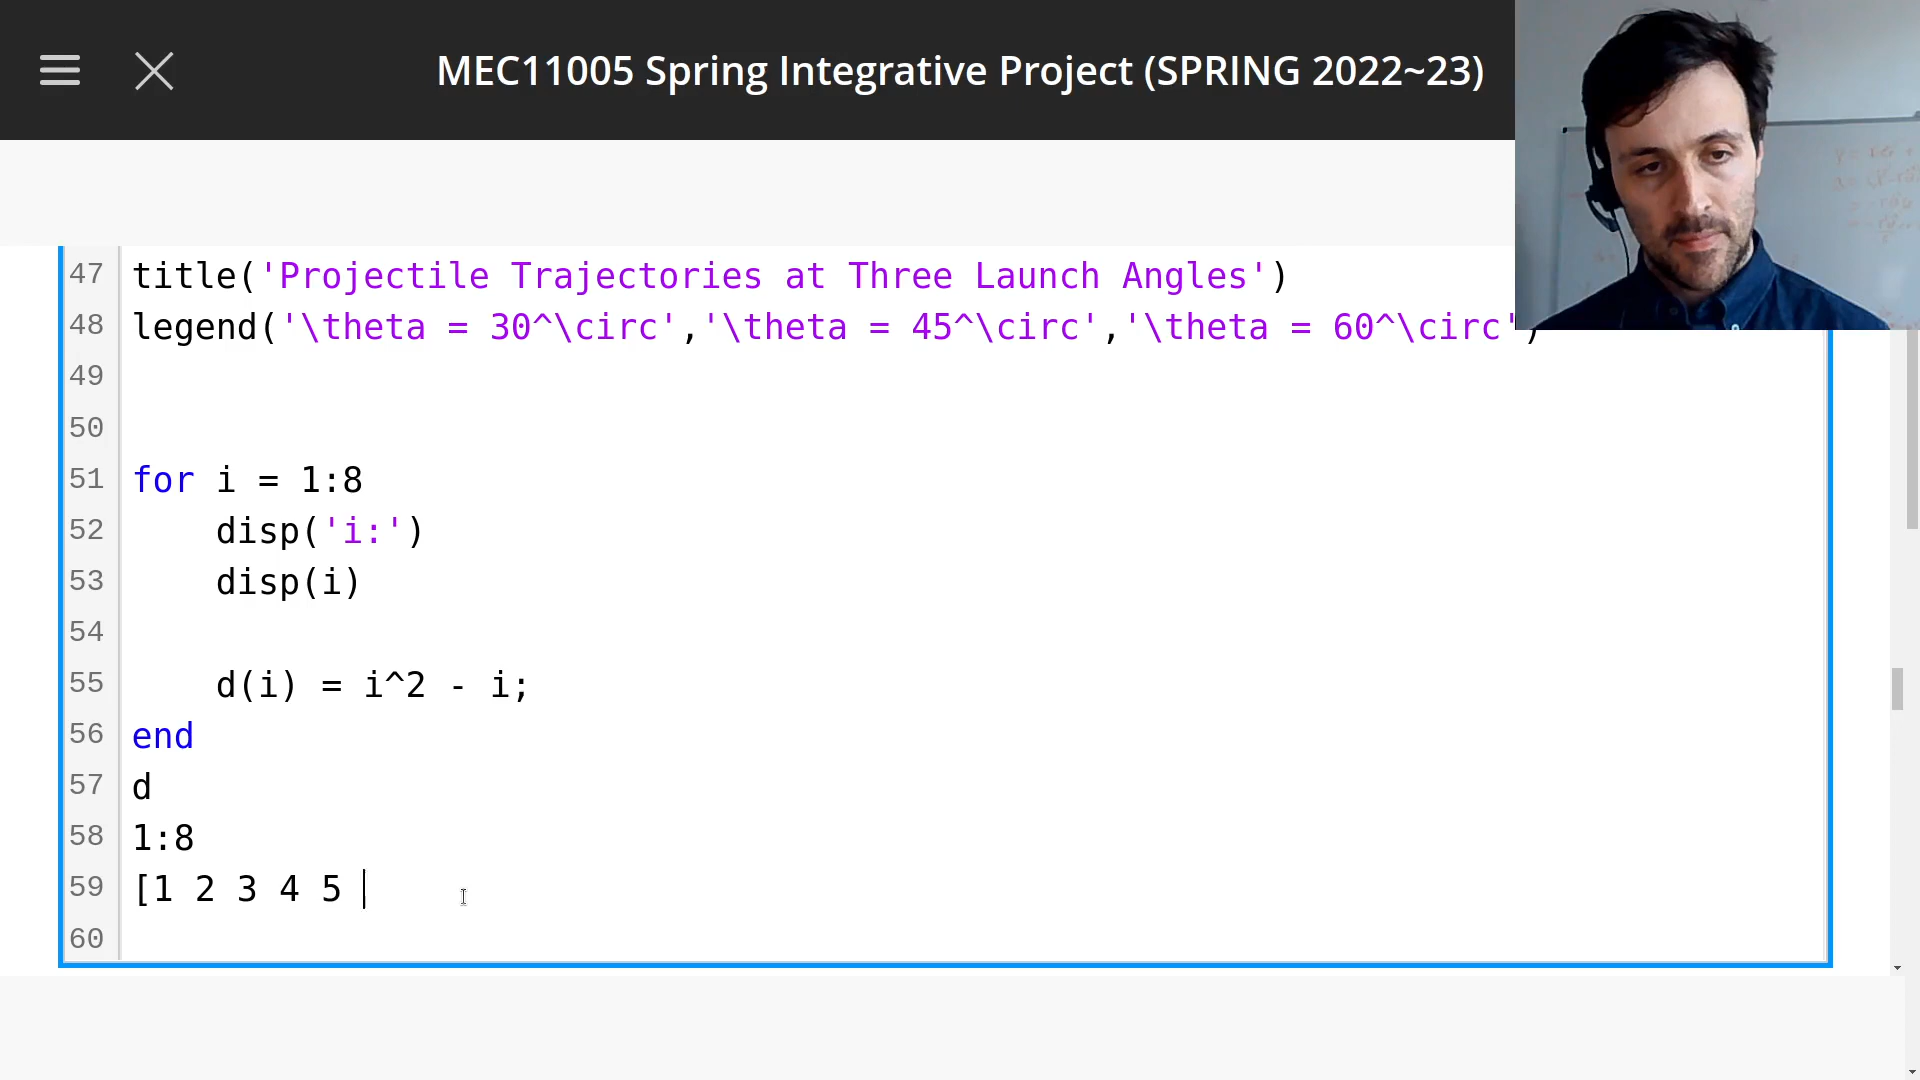 MEC11005 Spring Integrative Project (SPRING 2022~23)
47 title('Projectile Trajectories at Three Launch Angles')
48 legend('\theta = 30^\circ','\theta = 45^\circ','\theta = 60^\circ')
49
50
51 for i = 1:8
52 disp('i:')
53 disp(i)
54
55 d(i) = i^2 - i;
56 end
57 d
58 1:8
59 [1 2 3 4 5
60